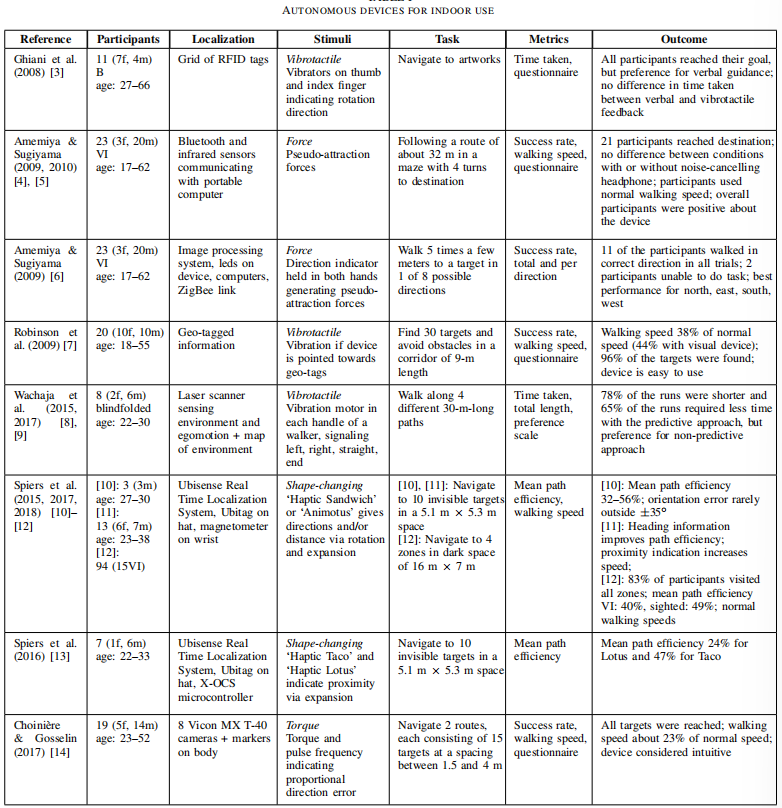 AUTONOMOUS DEVICES FOR INDOOR USE
Reference
Participants
Localization
Stimuli
Task
Metrics
Outcome
Ghiani et al.
(2008) [3]
11 (7f, 4m)
B
age: 27–66
Grid of RFID tags
Vibrotactile
Vibrators on thumb
and index finger
indicating rotation
direction
Navigate to artworks
Time taken,
questionnaire
All participants reached their goal,
but preference for verbal guidance;
no difference in time taken
between verbal and vibrotactile
feedback
Amemiya &
Sugiyama
(2009, 2010)
[4], [5]
23 (3f, 20m)
VI
age: 17–62
Bluetooth and
infrared sensors
communicating
with portable
computer
Force
Pseudo-attraction
forces
Following a route of
about 32 m in a
maze with 4 turns
to destination
Success rate,
walking speed,
questionnaire
21 participants reached destination;
no difference between conditions
with or without noise-cancelling
headphone; participants used
normal walking speed; overall
participants were positive about
the device
Amemiya &
Sugiyama
(2009) [6]
23 (3f, 20m)
VI
age: 17–62
Image processing
system, leds on
device, computers,
ZigBee link
Force
Direction indicator
held in both hands
generating pseudo-
attraction forces
Walk 5 times a few
meters to a target in
1 of 8 possible
directions
Success rate,
total and per
direction
11 of the participants walked in
correct direction in all trials; 2
participants unable to do task; best
performance for north, east, south,
west
Robinson et
al. (2009) [7]
20 (10f, 10m)
age: 18–55
Geo-tagged
information
Vibrotactile
Vibration if device
is pointed towards
geo-tags
Find 30 targets and
avoid obstacles in a
corridor of 9-m
length
Success rate,
walking speed,
questionnaire
Walking speed 38% of normal
speed (44% with visual device);
96% of the targets were found;
device is easy to use
Wachaja et
al. (2015,
2017) [8],
[9]
8 (2f, 6m)
blindfolded
age: 22–30
Laser scanner
sensing
environment and
egomotion + map
of environment
Vibrotactile
Vibration motor in
each handle of a
walker, signaling
left, right, straight,
end
Walk along 4
different 30-m-long
paths
Time taken,
total length,
preference
scale
78% of the runs were shorter and
65% of the runs required less time
with the predictive approach, but
preference for non-predictive
approach
Spiers et al.
(2015, 2017,
2018) [10]–
[12]
[10]: 3 (3m)
age: 27–30
[11]:
13 (6f, 7m)
age: 23–38
[12]:
94 (15VI)
Ubisense Real
Time Localization
System, Ubitag on
hat, magnetometer
on wrist
Shape-changing
‘Haptic Sandwich’
or ‘Animotus’ gives
directions and/or
distance via rotation
and expansion
[10], [11]: Navigate
to 10 invisible targets
in a 5.1 m × 5.3 m
space
[12]: Navigate to 4
zones in dark space
of 16 m × 7 m
Mean path
efficiency,
walking speed
[10]: Mean path efficiency
32–56%; orientation error rarely
outside ±35°
[11]: Heading information
improves path efficiency;
proximity indication increases
speed;
[12]: 83% of participants visited
all zones; mean path efficiency
VI: 40%, sighted: 49%; normal
walking speeds
Spiers et al.
(2016) [13]
7 (1f, 6m)
age: 22–33
Ubisense Real
Time Localization
System, Ubitag on
hat, X-OCS
microcontroller
Shape-changing
‘Haptic Taco’ and
‘Haptic Lotus’
indicate proximity
via expansion
Navigate to 10
invisible targets in a
5.1 m × 5.3 m space
Mean path
efficiency
Mean path efficiency 24% for
Lotus and 47% for Taco
Choinière
& Gosselin
(2017) [14]
19 (5f, 14m)
age: 23–52
8 Vicon MX T-40
cameras + markers
on body
Torque
Torque and
pulse frequency
indicating
proportional
direction error
Navigate 2 routes,
each consisting of 15
targets at a spacing
between 1.5 and 4 m
Success rate,
walking speed,
questionnaire
All targets were reached; walking
speed about 23% of normal speed;
device considered intuitive